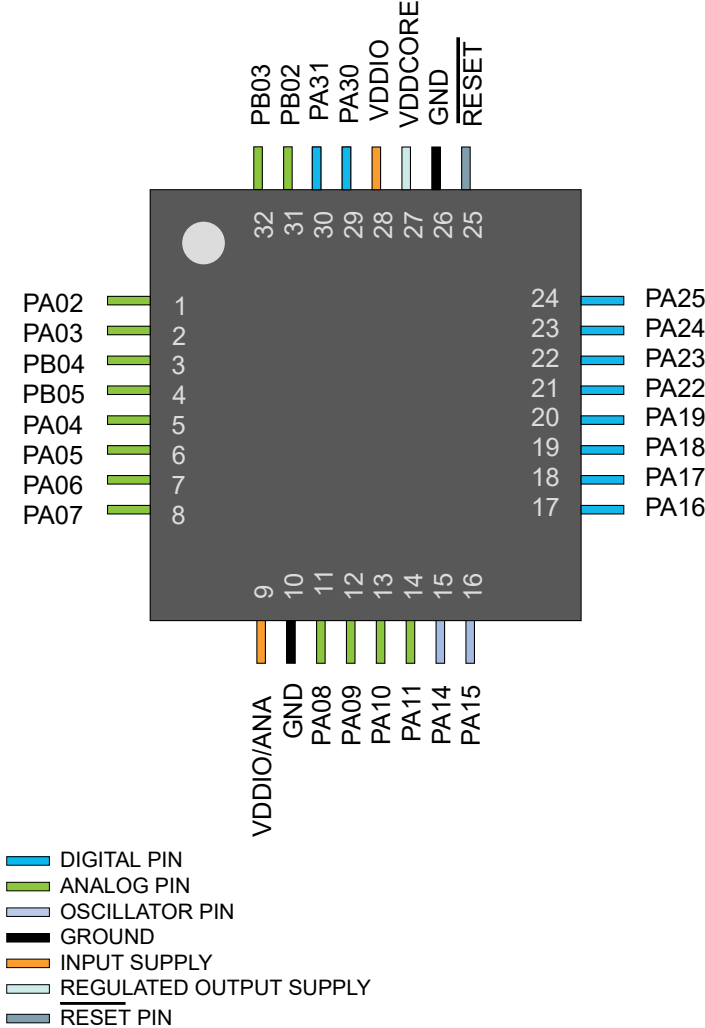 PB03
PB02
PA31
PA30
VDDIO
VDDCORE
GND
RESET
32
31
30
29
28
27
26
25
PA02 1
PA03 2
PB04 3
PB05 4
PA04 5
PA05 6
PA06 7
PA07 8
24 PA25
23 PA24
22 PA23
21 PA22
20 PA19
19 PA18
18 PA17
17 PA16
9
10
11
12
13
14
15
16
VDDIO/ANA
GND
PA08
PA09
PA10
PA11
PA14
PA15
DIGITAL PIN
ANALOG PIN
OSCILLATOR PIN
GROUND
INPUT SUPPLY
REGULATED OUTPUT SUPPLY
RESET PIN